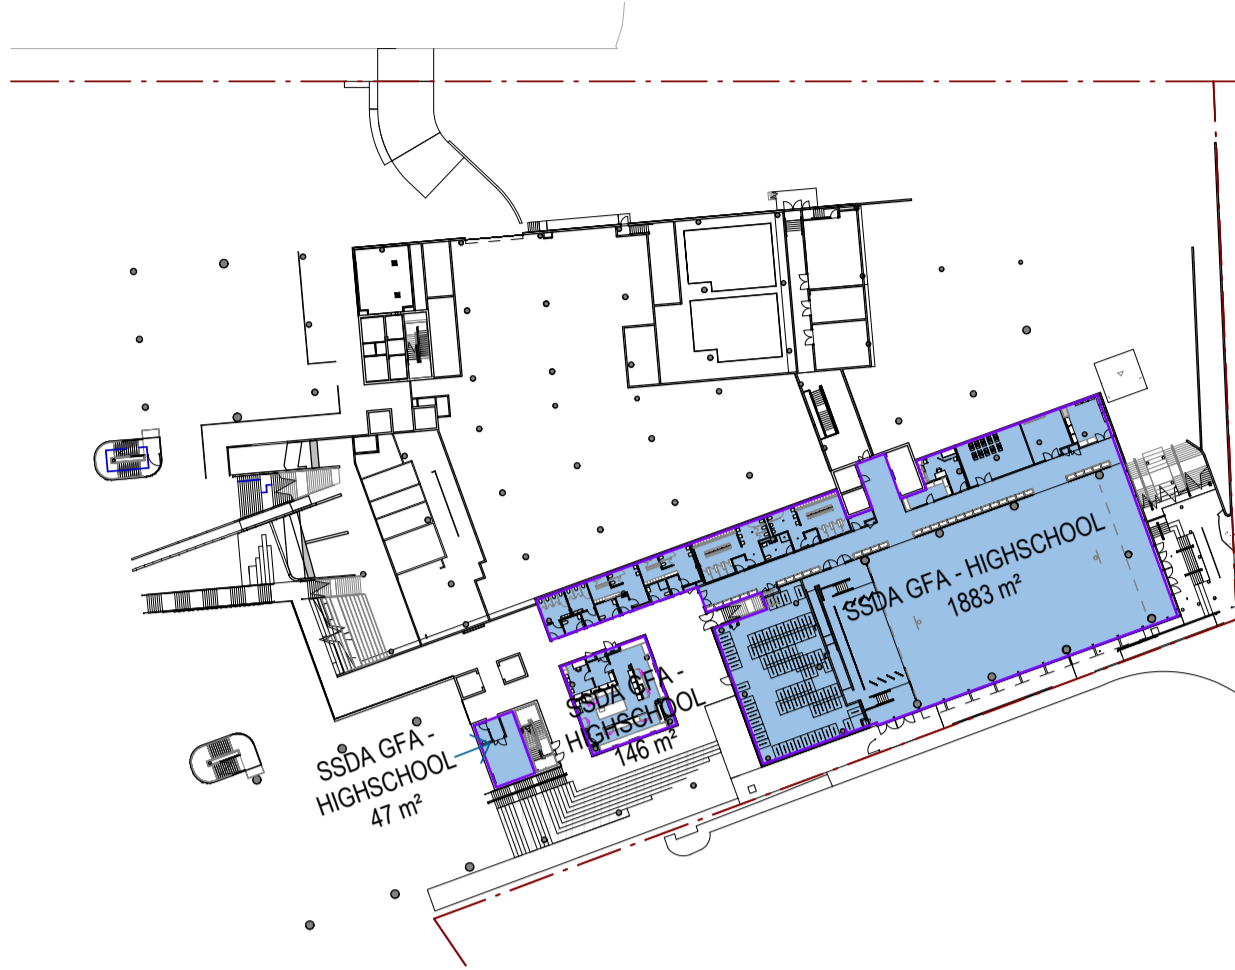 SSDA GFA - HIGHSCHOOL
1883 m²
SSDA GFA -
HIGHSCHOOL
146 m²
SSDA GFA -
HIGHSCHOOL
47 m²